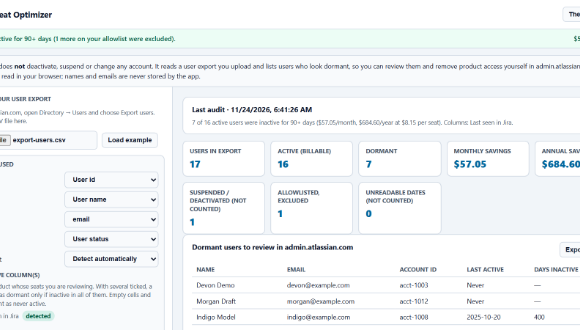 eat Optimizer
The
ctive for 90+ days (1 more on your allowlist were excluded).
$5
does not deactivate, suspend or change any account. It reads a user export you upload and lists users who look dormant, so you can review them and remove product access yourself in admin.atlassian
read in your browser; names and emails are never stored by the app.
OUR USER EXPORT
sian.com, open Directory → Users and choose Export users.
file here.
file export-users.csv
Load example
USED
User id
User name
email
User status
Detect automatically
E COLUMN(S)
duct whose seats you are reviewing. With several ticked, a
as dormant only if inactive in all of them. Empty cells and
nt as never active.
n in Jira detected
Last audit · 11/24/2026, 6:41:26 AM
7 of 16 active users were inactive for 90+ days ($57.05/month, $684.60/year at $8.15 per seat). Columns: Last seen in Jira.
USERS IN EXPORT
17
ACTIVE (BILLABLE)
16
DORMANT
7
MONTHLY SAVINGS
$57.05
ANNUAL SAV
$684.60
SUSPENDED /
DEACTIVATED (NOT
COUNTED)
1
ALLOWLISTED,
EXCLUDED
1
UNREADABLE DATES
(NOT COUNTED)
0
Dormant users to review in admin.atlassian.com
Expo
NAME EMAIL ACCOUNT ID LAST ACTIVE DAYS INACTIVE
Devon Demo devon@example.com acct-1003 Never —
Morgan Draft morgan@example.com acct-1012 Never —
Indigo Model indigo@example.com acct-1008 2025-10-20 400